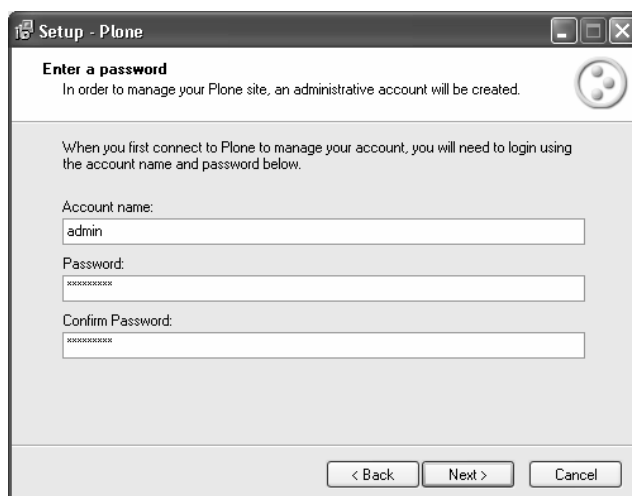 Setup - Plone
Enter a password
In order to manage your Plone site, an administrative account will be created.
When you first connect to Plone to manage your account, you will need to login using
the account name and password below.
Account name:
admin
Password:
xxxxxxxxx
Confirm Password:
xxxxxxxxx
< Back
Next >
Cancel